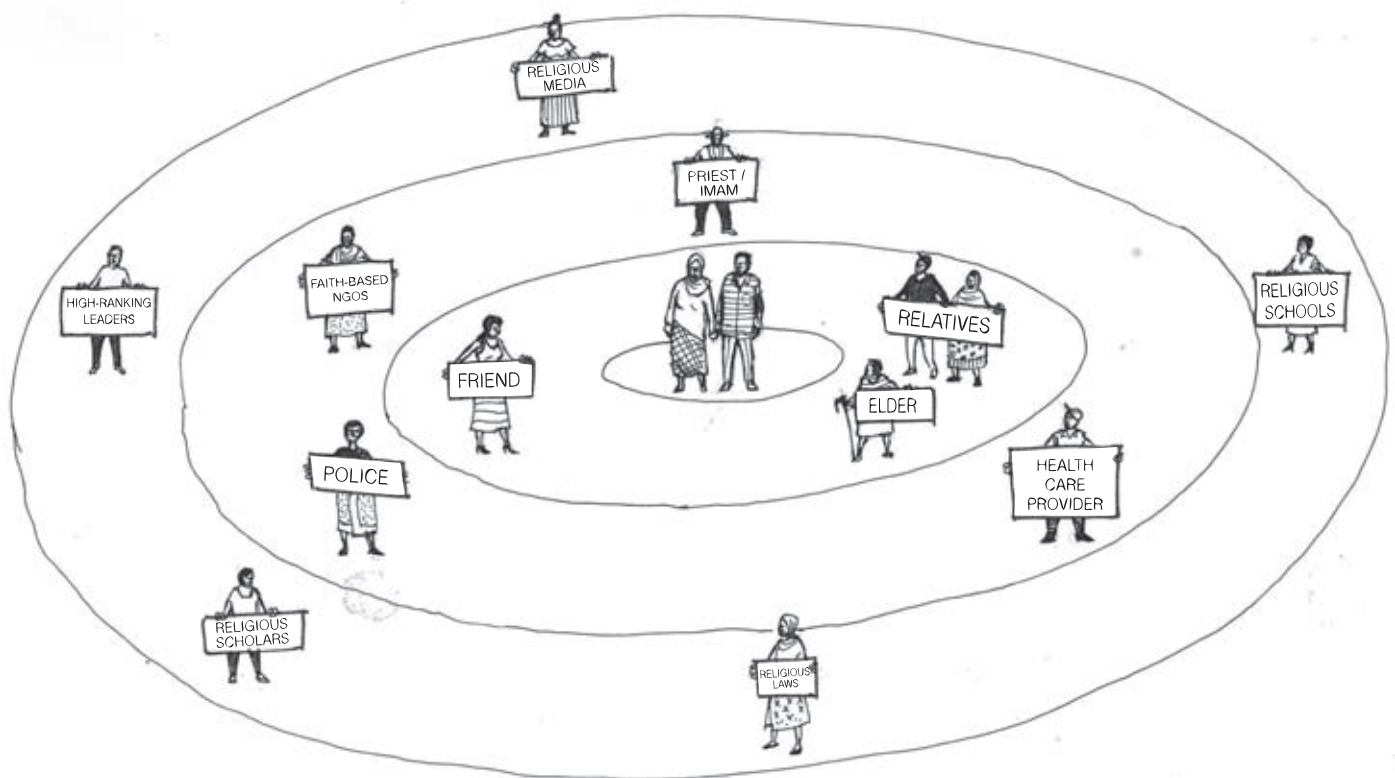 RELIGIOUS
MEDIA
PRIEST /
IMAM
HIGH-RANKING
LEADERS
FAITH-BASED
NGOS
RELIGIOUS
SCHOOLS
RELATIVES
FRIEND
ELDER
POLICE
HEALTH
CARE
PROVIDER
RELIGIOUS
SCHOLARS
RELIGIOUS
LAWS